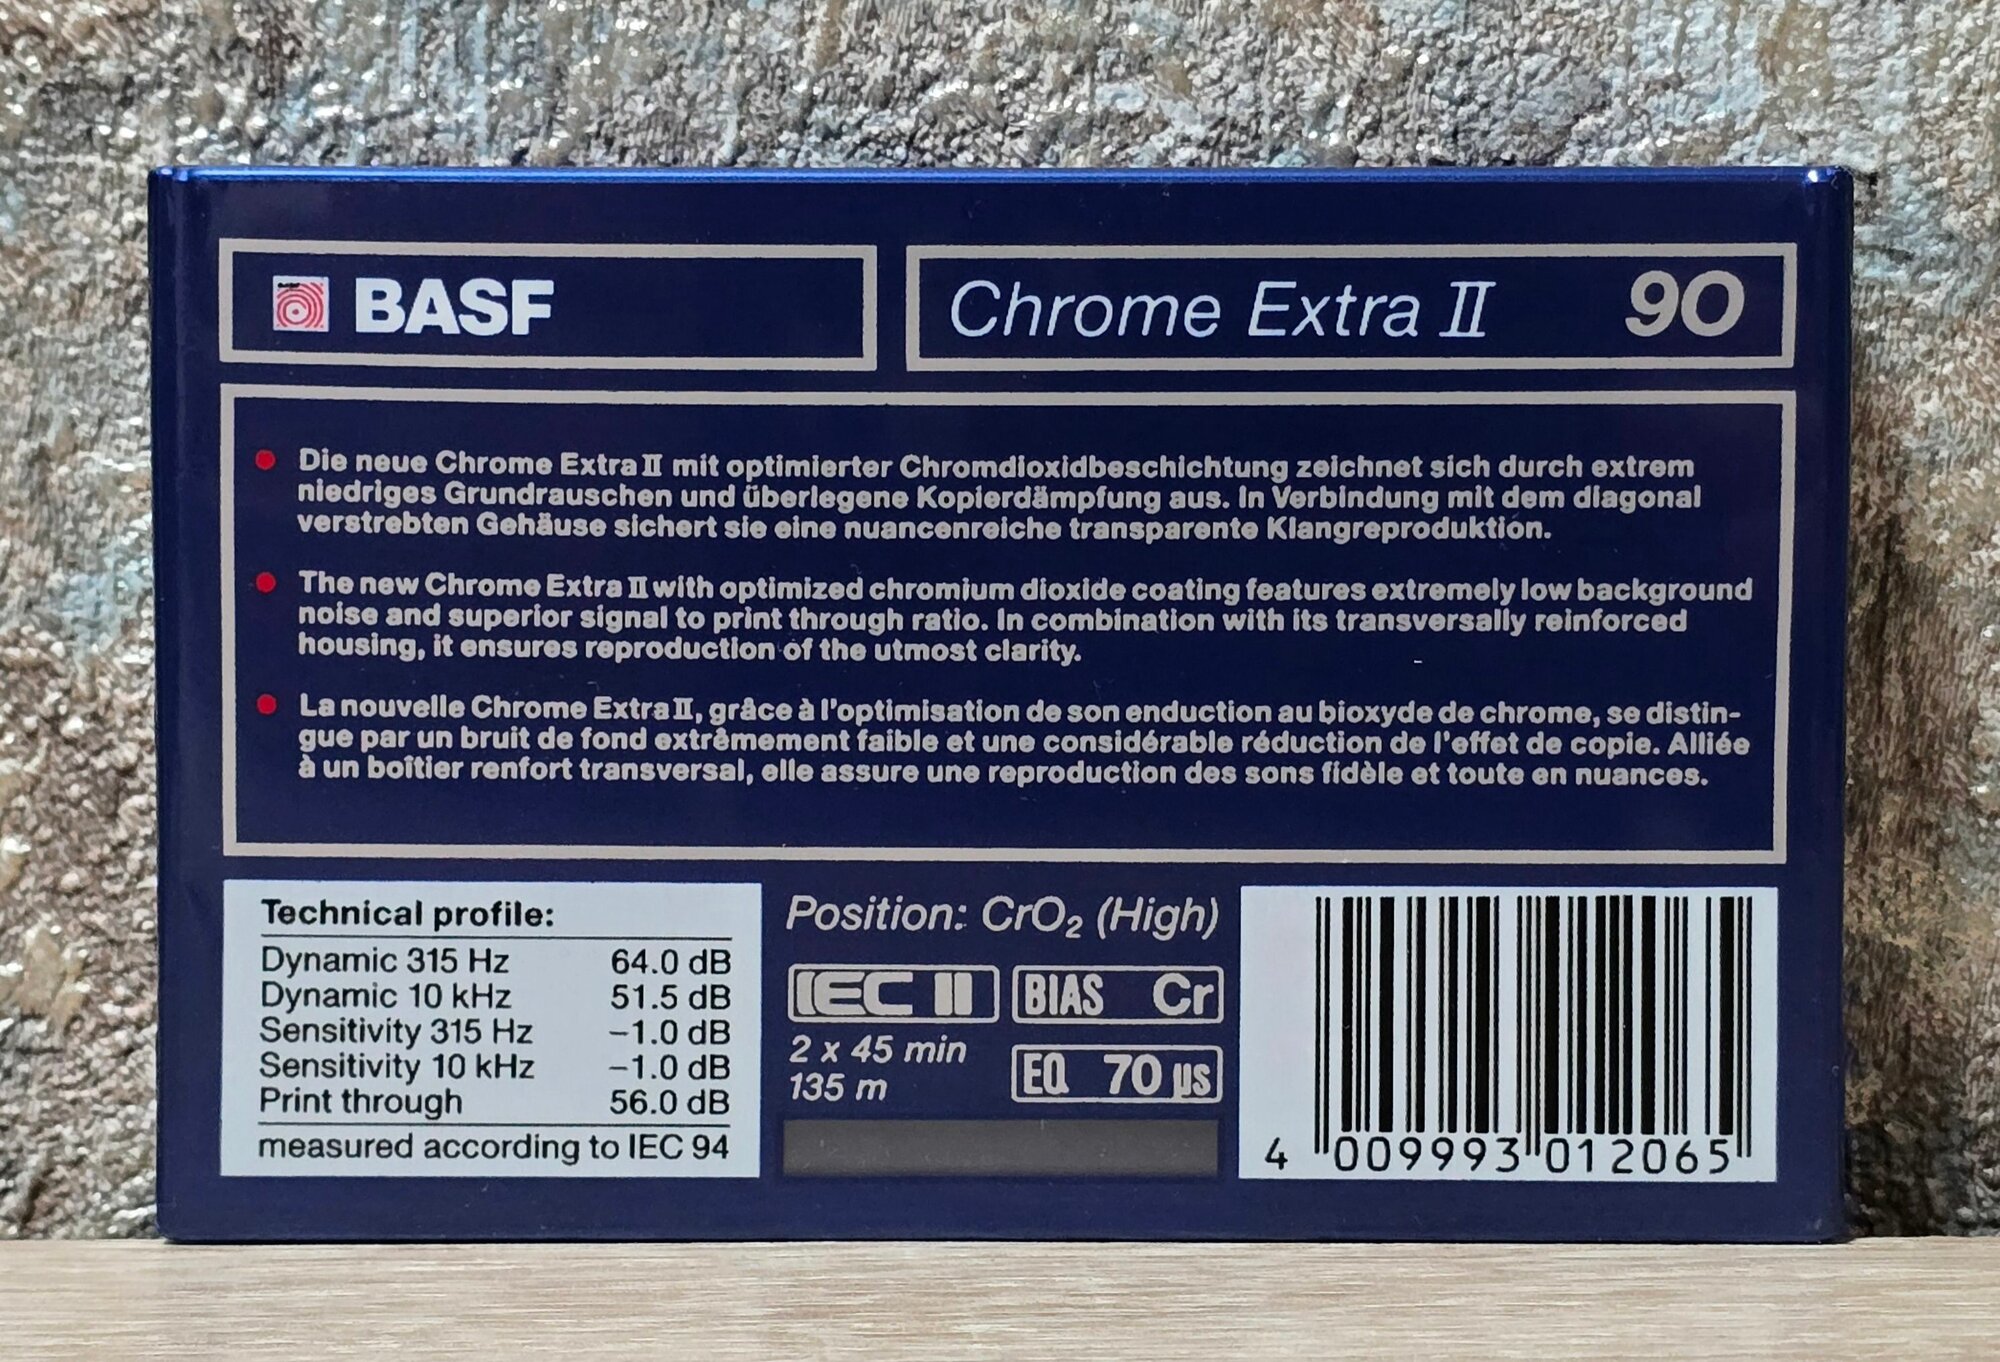 BASF
Chrome Extra II 90
Die neue Chrome Extra II mit optimierter Chromdioxidbeschichtung zeichnet sich durch extrem
niedriges Grundrauschen und überlegene Kopierdämpfung aus. In Verbindung mit dem diagonal
verstrebten Gehäuse sichert sie eine nuancenreiche transparente Klangreproduktion.
The new Chrome Extra II with optimized chromium dioxide coating features extremely low background
noise and superior signal to print through ratio. In combination with its transversally reinforced
housing, it ensures reproduction of the utmost clarity.
La nouvelle Chrome Extra II, grâce à l'optimisation de son enduction au bioxyde de chrome, se distin-
gue par un bruit de fond extrêmement faible et une considérable réduction de l'effet de copie. Alliée
à un boîtier renfort transversal, elle assure une reproduction des sons fidèle et toute en nuances.
Technical profile:
Dynamic 315 Hz 64.0 dB
Dynamic 10 kHz 51.5 dB
Sensitivity 315 Hz –1.0 dB
Sensitivity 10 kHz –1.0 dB
Print through 56.0 dB
measured according to IEC 94
Position: CrO₂ (High)
IEC II BIAS Cr
2 x 45 min
135 m
EQ 70 µs
4 009993 012065